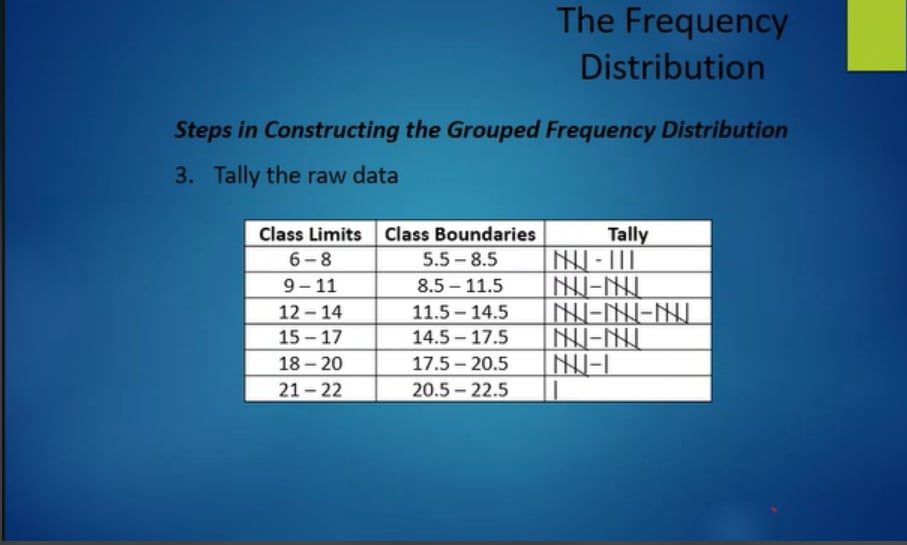 The Frequency
Distribution
Steps in Constructing the Grouped Frequency Distribution
3. Tally the raw data
Class Limits Class Boundaries Tally
6 – 8 5.5 – 8.5 𝍸 - |||
9 – 11 8.5 – 11.5 𝍸-𝍸
12 – 14 11.5 – 14.5 𝍸-𝍸-𝍸
15 – 17 14.5 – 17.5 𝍸-𝍸
18 – 20 17.5 – 20.5 𝍸-|
21 – 22 20.5 – 22.5 |